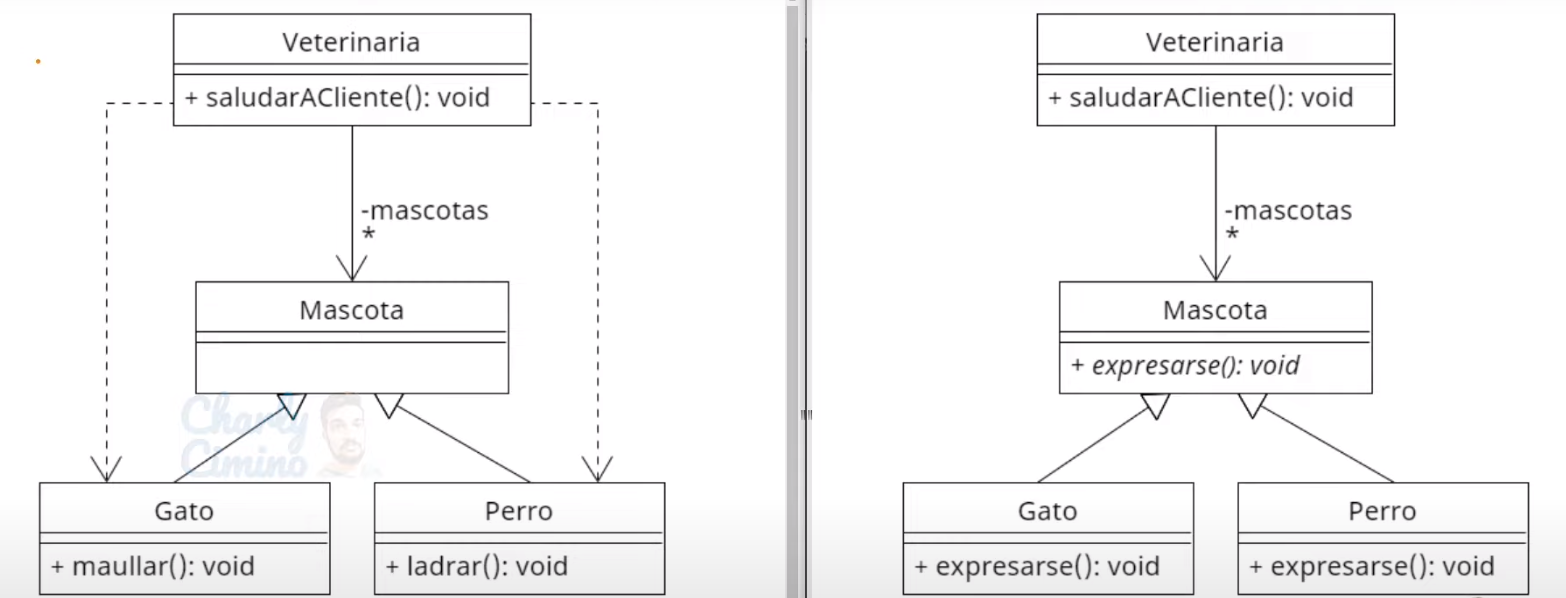 Veterinaria
+ saludarACliente(): void
-mascotas
*
Mascota
Charly
Cimino
Gato
+ maullar(): void
Perro
+ ladrar(): void
Veterinaria
+ saludarACliente(): void
-mascotas
*
Mascota
+ expresarse(): void
Gato
+ expresarse(): void
Perro
+ expresarse(): void